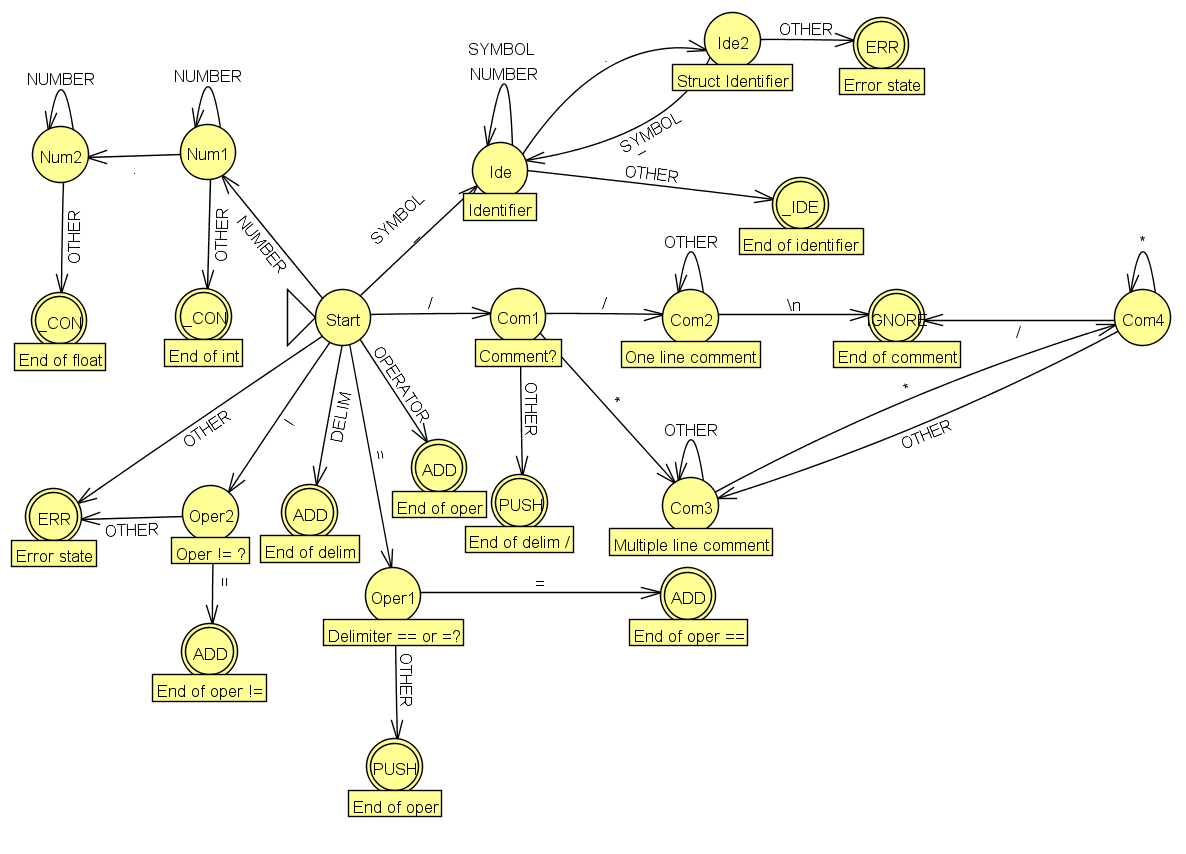 OTHER
Ide2
ERR
Struct Identifier
Error state
SYMBOL
NUMBER
.
SYMBOL
_
NUMBER
NUMBER
Num2
Num1
.
Ide
Identifier
OTHER
_IDE
End of identifier
OTHER
OTHER
NUMBER
SYMBOL
_
_CON
End of float
_CON
End of int
Start
/
Com1
Comment?
/
OTHER
Com2
One line comment
\n
GNORE
End of comment
/
*
Com4
OTHER
OPERATOR
DELIM
=
OTHER
*
*
OTHER
OTHER
ERR
Error state
OTHER
Oper2
Oper != ?
ADD
End of delim
ADD
End of oper
PUSH
End of delim /
Com3
Multiple line comment
=
ADD
End of oper !=
Oper1
Delimiter == or =?
=
ADD
End of oper ==
OTHER
PUSH
End of oper